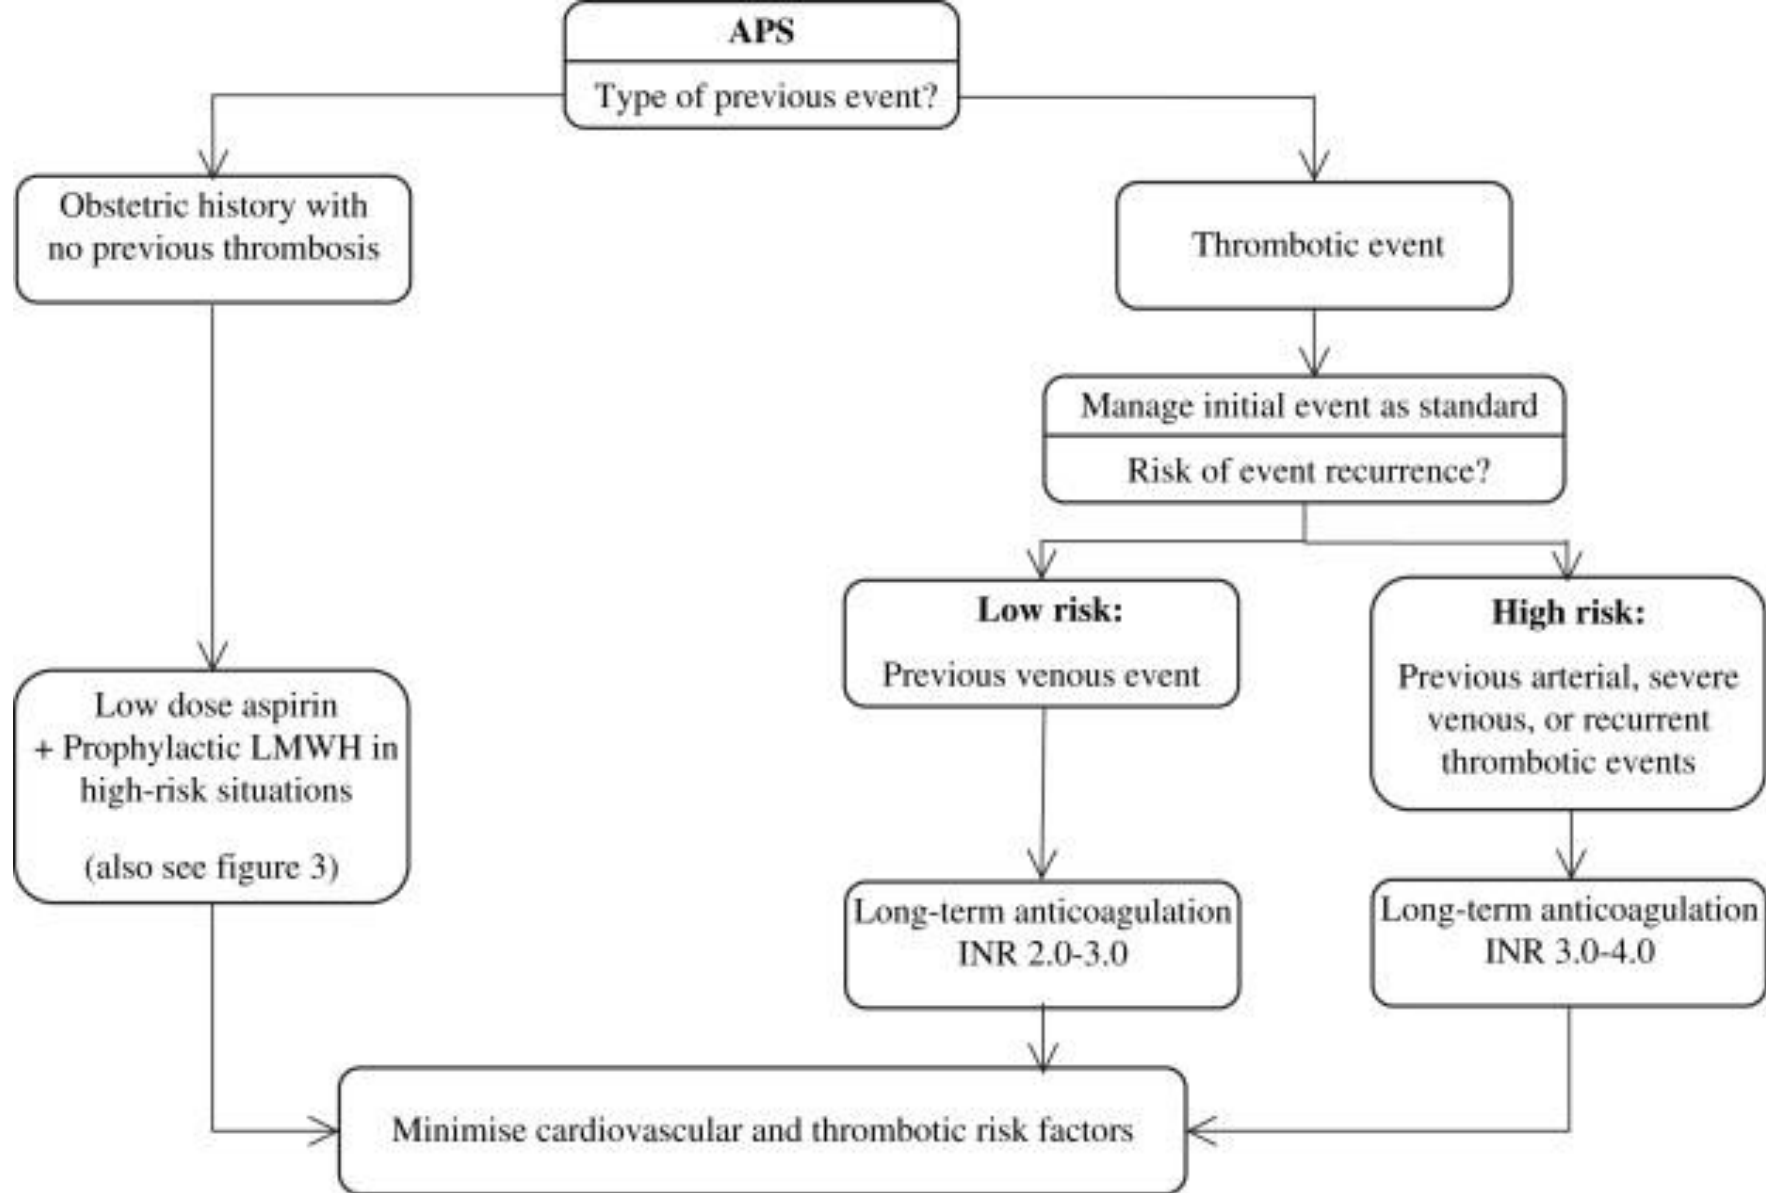 APS
Type of previous event?
Obstetric history with
no previous thrombosis
Thrombotic event
Manage initial event as standard
Risk of event recurrence?
Low risk:
Previous venous event
High risk:
Previous arterial, severe
venous, or recurrent
thrombotic events
Low dose aspirin
+ Prophylactic LMWH in
high-risk situations
(also see figure 3)
Long-term anticoagulation
INR 2.0-3.0
Long-term anticoagulation
INR 3.0-4.0
Minimise cardiovascular and thrombotic risk factors